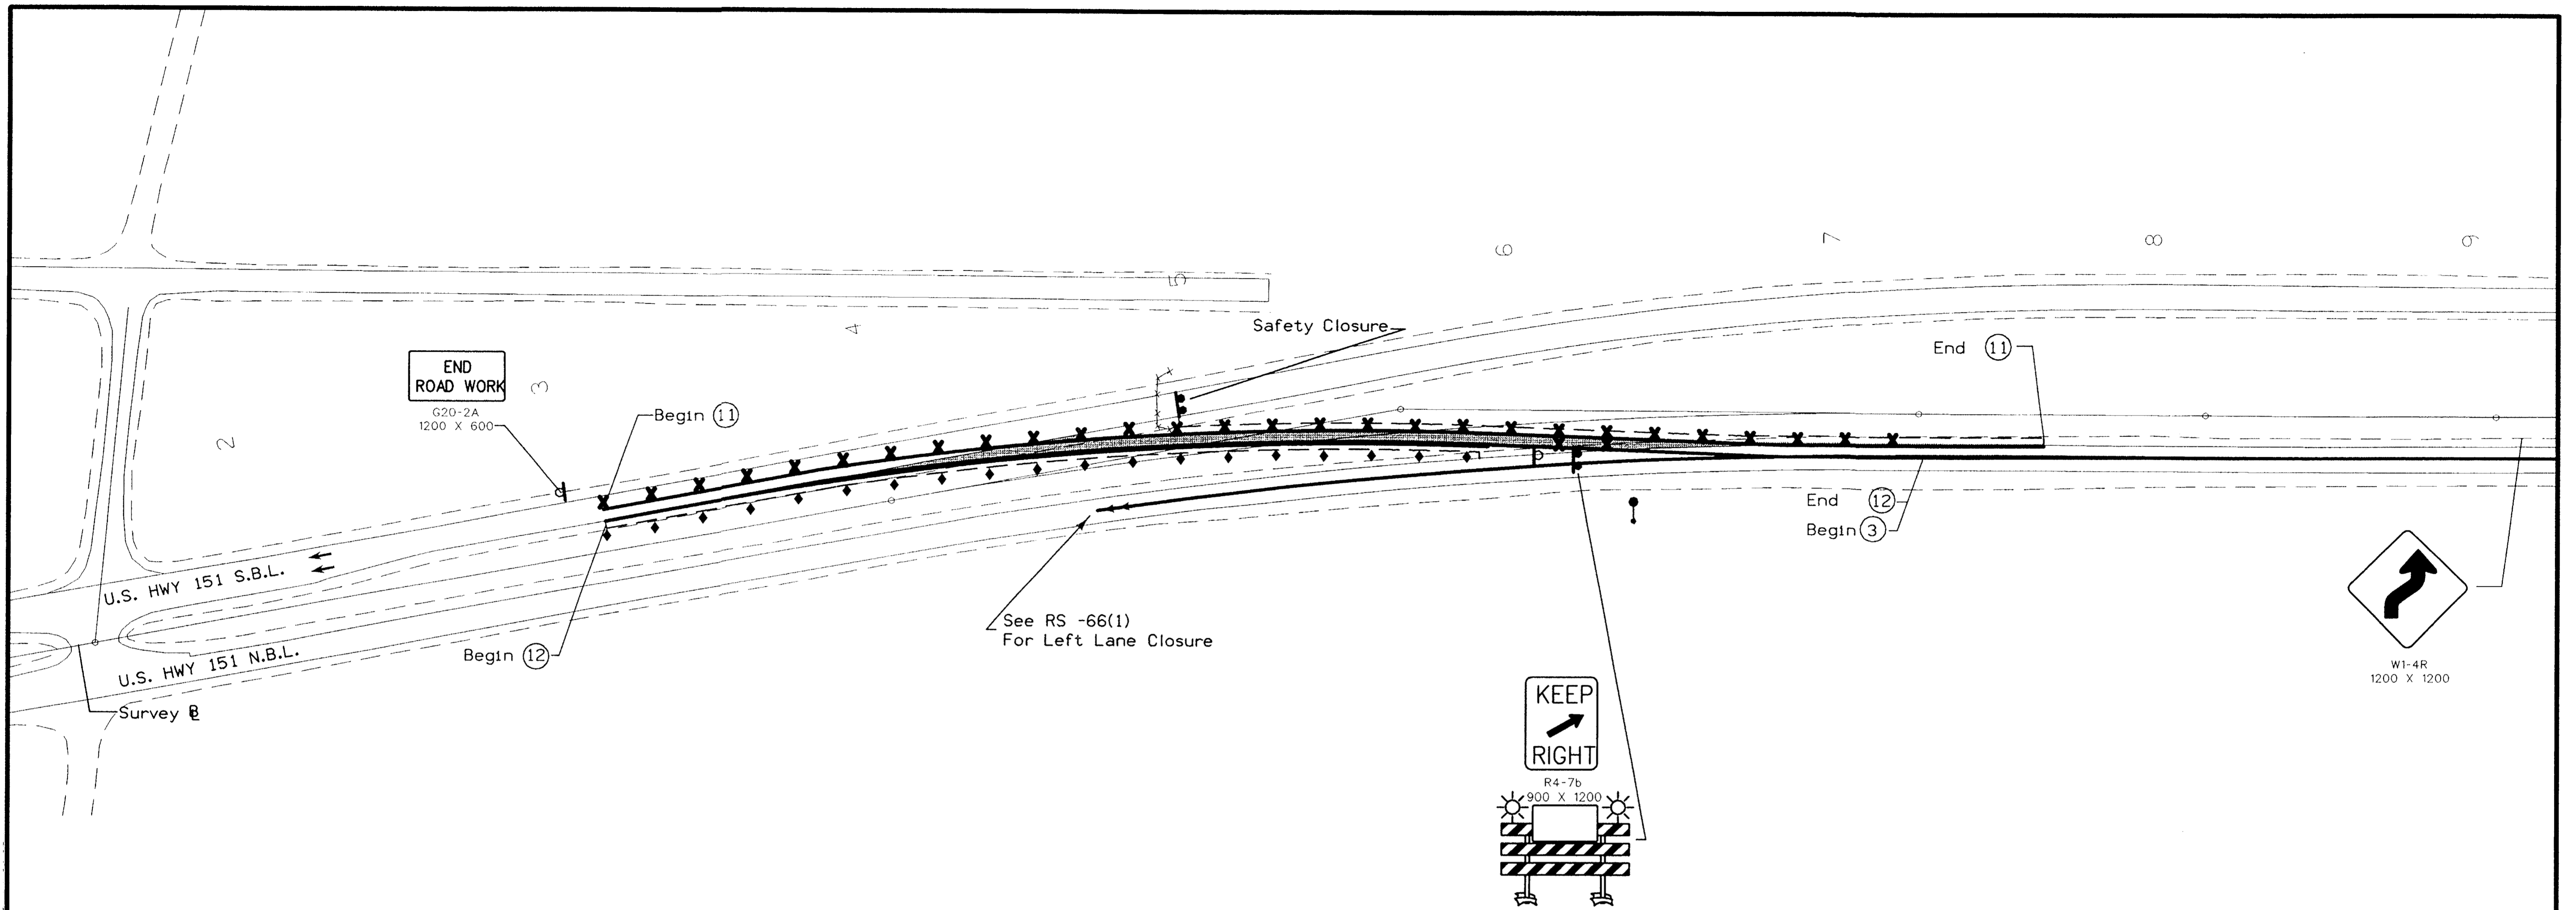 6
7
8
9
5
4
3
2
Safety Closure
End 11
END
ROAD WORK
G20-2A
1200 X 600
Begin 11
End 12
Begin 3
U.S. HWY 151 S.B.L.
U.S. HWY 151 N.B.L.
Begin 12
See RS -66(1)
For Left Lane Closure
Survey ℄
W1-4R
1200 X 1200
KEEP
RIGHT
R4-7b
900 X 1200